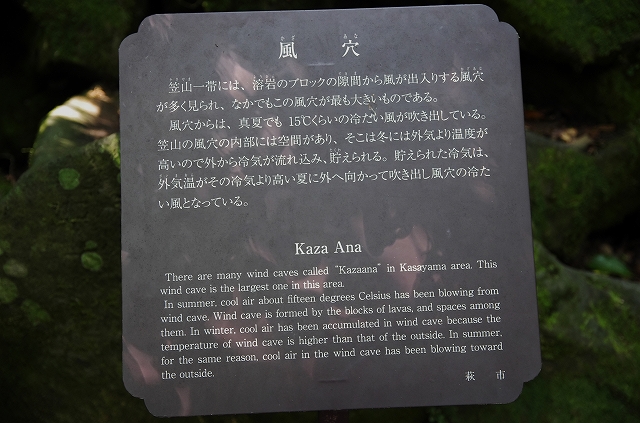 風 穴
笠山一帯には、溶岩のブロックの隙間から風が出入りする風穴
が多く見られ、なかでもこの風穴が最も大きいものである。
風穴からは、真夏でも 15℃くらいの冷たい風が吹き出している。
笠山の風穴の内部には空間があり、そこは冬には外気より温度が
高いので外から冷気が流れ込み、貯えられる。貯えられた冷気は、
外気温がその冷気より高い夏に外へ向かって吹き出し風穴の冷た
い風となっている。
Kaza Ana
There are many wind caves called "Kazaana" in Kasayama area. This
wind cave is the largest one in this area.
In summer, cool air about fifteen degrees Celsius has been blowing from
wind cave. Wind cave is formed by the blocks of lavas, and spaces among
them. In winter, cool air has been accumulated in wind cave because the
temperature of wind cave is higher than that of the outside. In summer,
for the same reason, cool air in the wind cave has been blowing toward
the outside.
萩 市